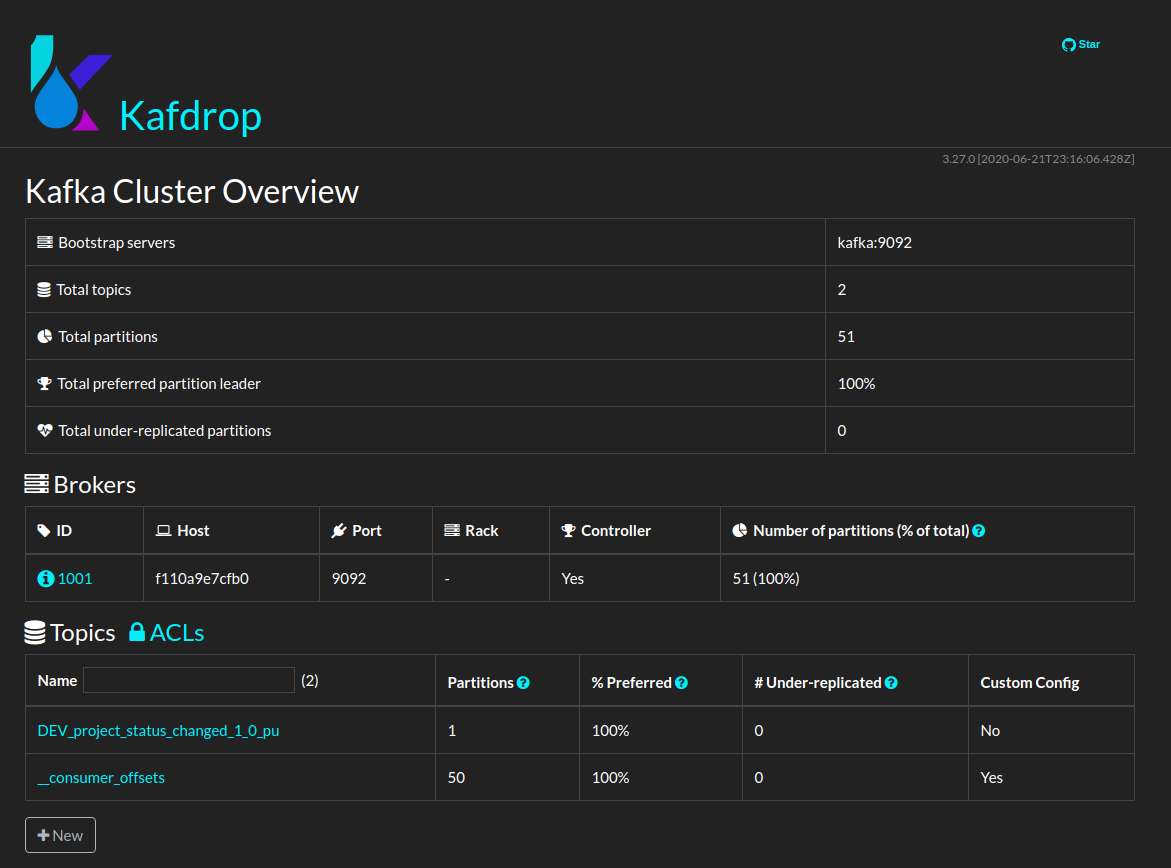 Star
Kafdrop
3.27.0 [2020-06-21T23:16:06.428Z]
Kafka Cluster Overview
Bootstrap servers kafka:9092
Total topics 2
Total partitions 51
Total preferred partition leader 100%
Total under-replicated partitions 0
Brokers
ID Host Port Rack Controller Number of partitions (% of total)
1001 f110a9e7cfb0 9092 - Yes 51 (100%)
Topics ACLs
Name (2) Partitions % Preferred # Under-replicated Custom Config
DEV_project_status_changed_1_0_pu 1 100% 0 No
__consumer_offsets 50 100% 0 Yes
New